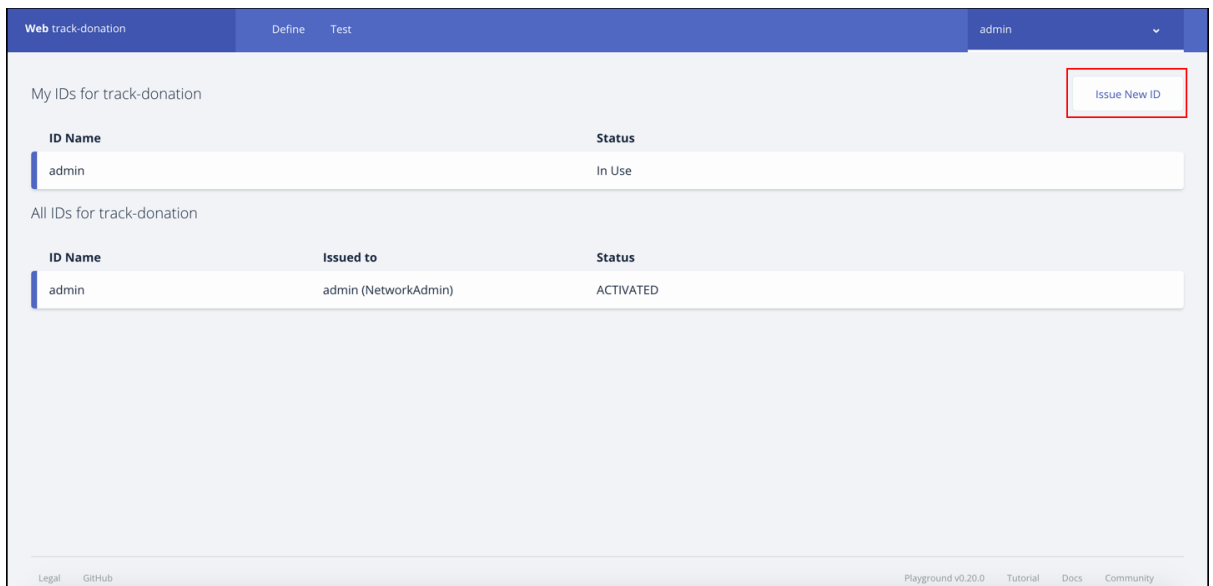 Web track-donation Define Test admin
My IDs for track-donation Issue New ID
ID Name Status
admin In Use
All IDs for track-donation
ID Name Issued to Status
admin admin (NetworkAdmin) ACTIVATED
Legal GitHub Playground v0.20.0 Tutorial Docs Community